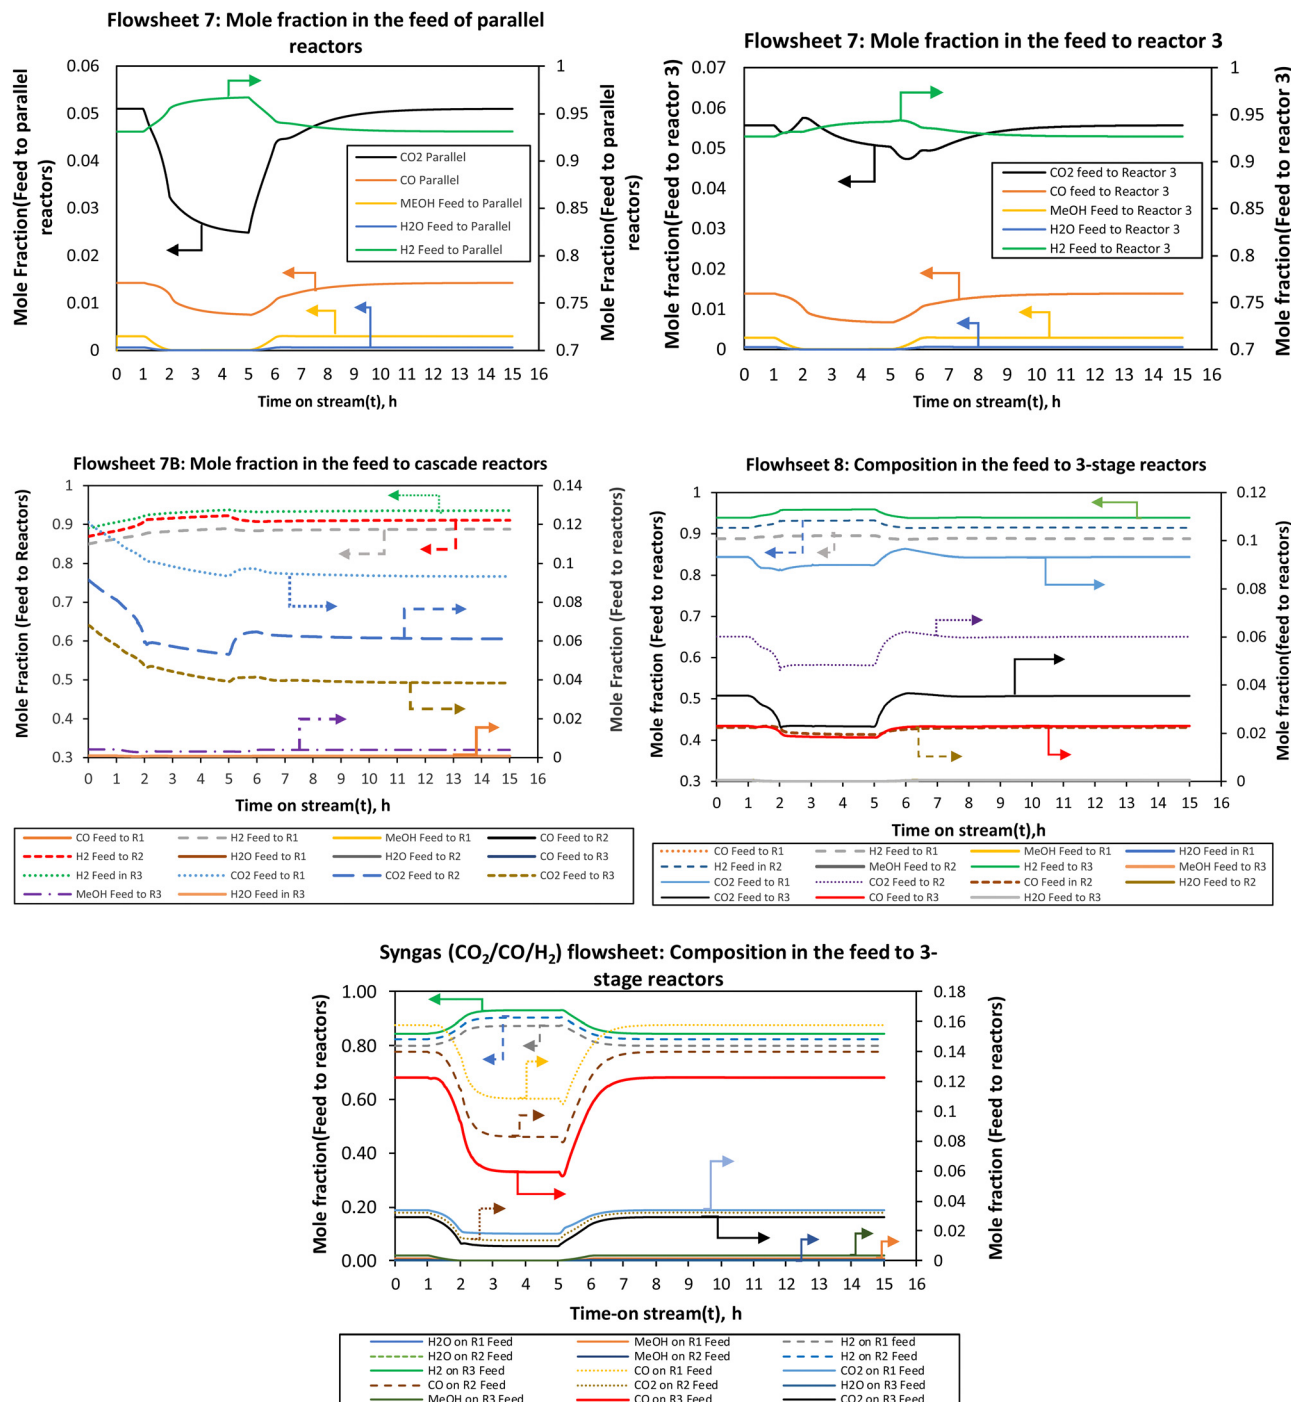 Flowsheet 7: Mole fraction in the feed of parallel
reactors
Mole Fraction(Feed to parallel
reactors)
0.06
0.05
0.04
0.03
0.02
0.01
0
1
0.95
0.9
0.85
0.8
0.75
0.7
Mole Fraction(Feed to parallel
reactors)
CO2 Parallel
CO Parallel
MEOH Feed to Parallel
H2O Feed to Parallel
H2 Feed to Parallel
0 1 2 3 4 5 6 7 8 9 10 11 12 13 14 15 16
Time on stream(t), h
Flowsheet 7: Mole fraction in the feed to reactor 3
Mole fraction(Feed to reactor 3)
0.07
0.06
0.05
0.04
0.03
0.02
0.01
0
1
0.95
0.9
0.85
0.8
0.75
0.7
Mole fraction(Feed to reactor 3)
CO2 feed to Reactor 3
CO feed to Reactor 3
MeOH Feed to Reactor 3
H2O Feed to Reactor 3
H2 Feed to Reactor 3
0 1 2 3 4 5 6 7 8 9 10 11 12 13 14 15 16
Time on stream(t), h
Flowsheet 7B: Mole fraction in the feed to cascade reactors
Mole Fraction (Feed to Reactors)
1
0.9
0.8
0.7
0.6
0.5
0.4
0.3
0.14
0.12
0.1
0.08
0.06
0.04
0.02
0
Mole Fraction (Feed to reactors)
0 1 2 3 4 5 6 7 8 9 10 11 12 13 14 15 16
Time on stream(t), h
CO Feed to R1 H2 Feed to R1 MeOH Feed to R1 CO Feed to R2
H2 Feed to R2 H2O Feed to R1 H2O Feed to R2 CO Feed to R3
H2 Feed in R3 CO2 Feed to R1 CO2 Feed to R2 CO2 Feed to R3
MeOH Feed to R3 H2O Feed in R3
Flowhseet 8: Composition in the feed to 3-stage reactors
Mole fraction (Feed to reactors)
1
0.9
0.8
0.7
0.6
0.5
0.4
0.3
0.12
0.1
0.08
0.06
0.04
0.02
0
Mole fraction(feed to reactors)
0 1 2 3 4 5 6 7 8 9 10 11 12 13 14 15 16
Time on stream(t),h
CO Feed to R1 H2 Feed to R1 MeOH Feed to R1 H2O Feed in R1
H2 Feed in R2 MeOH Feed to R2 H2 Feed to R3 MeOH Feed to R3
CO2 Feed to R1 CO2 Feed to R2 CO Feed in R2 H2O Feed to R2
CO2 Feed to R3 CO Feed to R3 H2O Feed to R3
Syngas (CO₂/CO/H₂) flowsheet: Composition in the feed to 3-
stage reactors
Mole fraction(Feed to reactors)
1.00
0.80
0.60
0.40
0.20
0.00
0.18
0.16
0.14
0.12
0.1
0.08
0.06
0.04
0.02
0
Mole fraction (Feed to reactors)
0 1 2 3 4 5 6 7 8 9 10 11 12 13 14 15 16
Time-on stream(t), h
H2O on R1 Feed MeOH on R1 Feed H2 on R1 feed
H2O on R2 Feed MeOH on R2 Feed H2 on R2 Feed
H2 on R3 Feed CO on R1 Feed CO2 on R1 Feed
CO on R2 Feed CO2 on R2 Feed H2O on R3 Feed
MeOH on R3 Feed CO on R3 Feed CO2 on R3 Feed